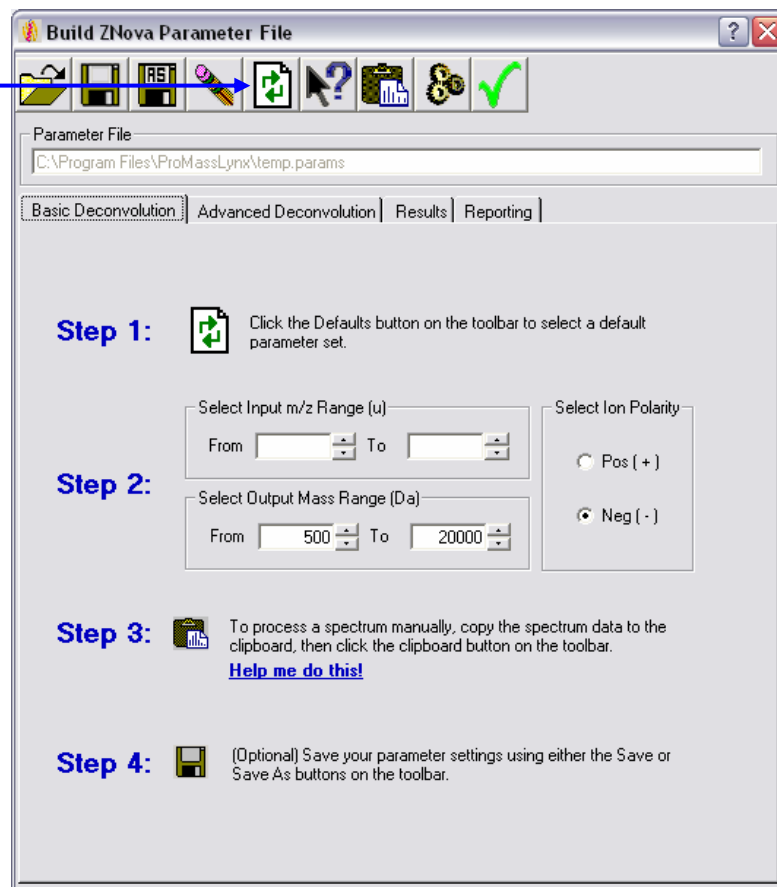 Build ZNova Parameter File
AS
Parameter File
C:\Program Files\ProMassLynx\temp.params
Basic Deconvolution
Advanced Deconvolution
Results
Reporting
Step 1:
Click the Defaults button on the toolbar to select a default
parameter set.
Step 2:
Select Input m/z Range (u)
From
To
Select Output Mass Range (Da)
From 500 To 20000
Select Ion Polarity
Pos ( + )
Neg ( - )
Step 3:
To process a spectrum manually, copy the spectrum data to the
clipboard, then click the clipboard button on the toolbar.
Help me do this!
Step 4:
(Optional) Save your parameter settings using either the Save or
Save As buttons on the toolbar.